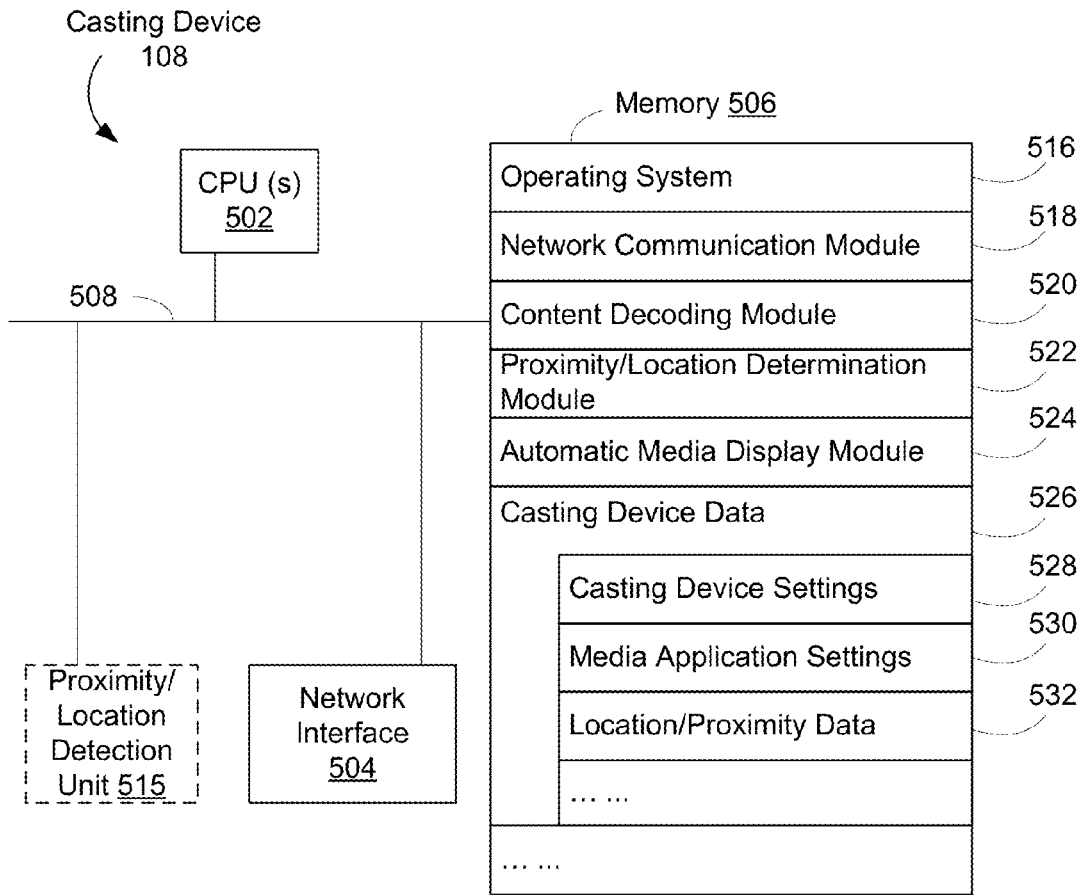 Casting Device
108
Memory 506
CPU (s)
502
508
Operating System
516
Network Communication Module
518
Content Decoding Module
520
Proximity/Location Determination
Module
522
Automatic Media Display Module
524
Casting Device Data
526
Casting Device Settings
528
Media Application Settings
530
Location/Proximity Data
532
... ...
... ...
Proximity/
Location
Detection
Unit 515
Network
Interface
504